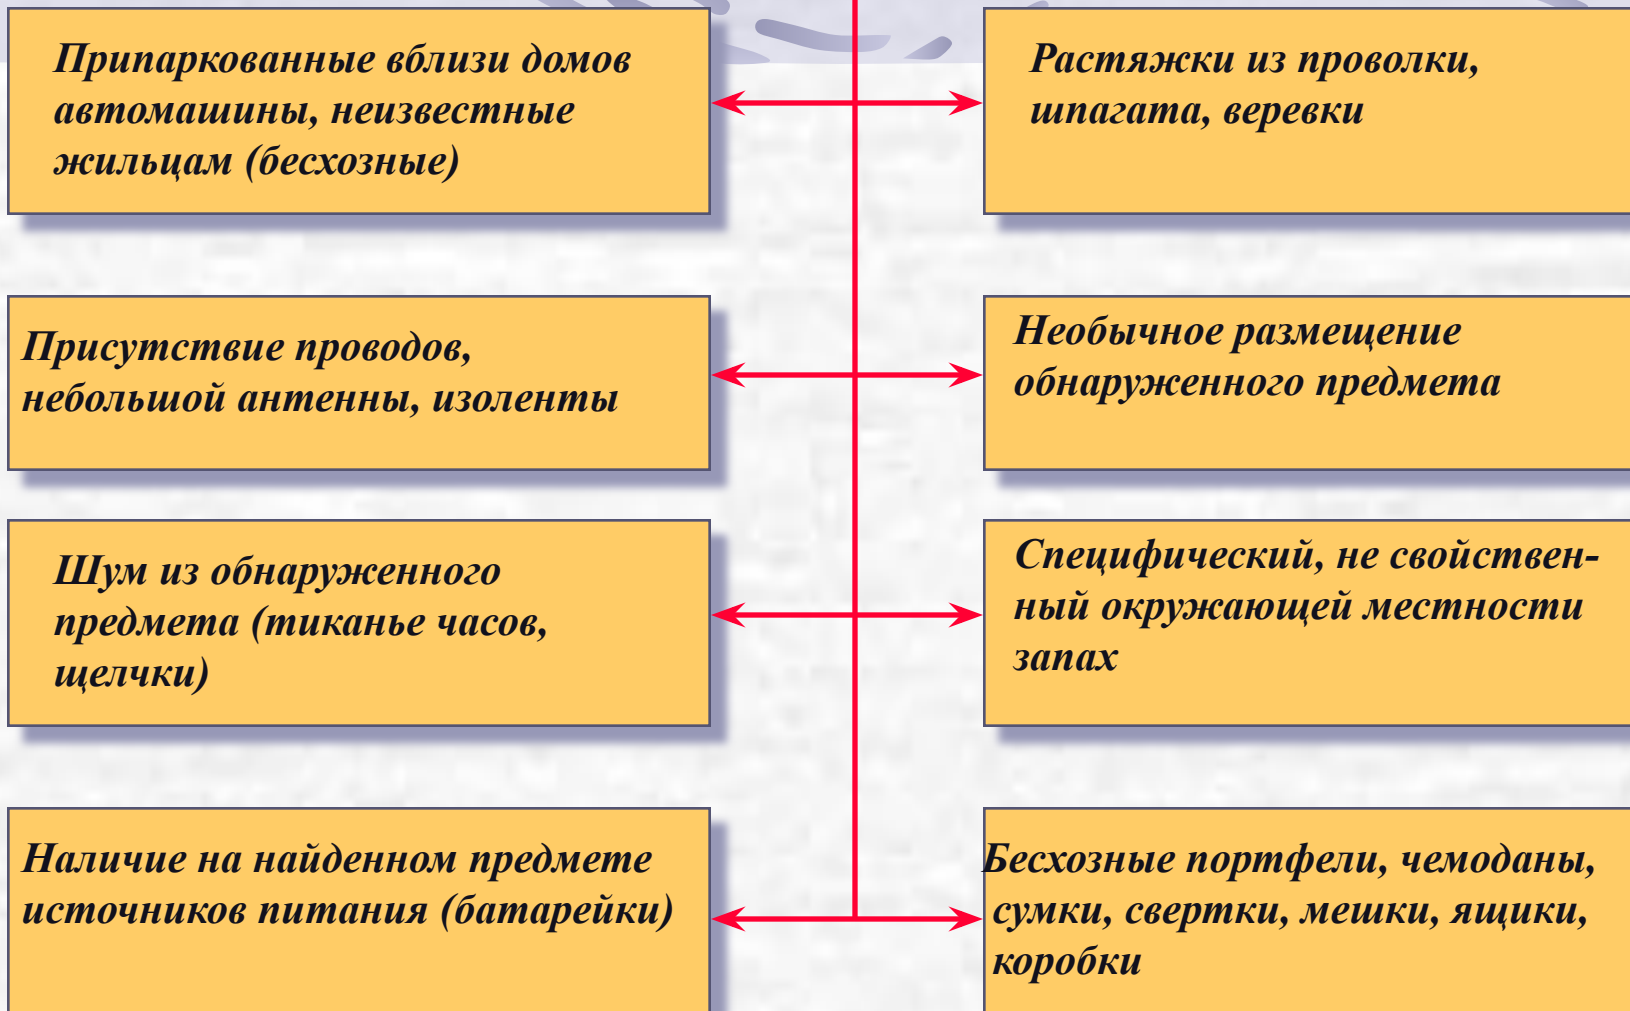 Припаркованные вблизи домов
автомашины, неизвестные
жильцам (бесхозные)
Растяжки из проволки,
шпагата, веревки
Присутствие проводов,
небольшой антенны, изоленты
Необычное размещение
обнаруженного предмета
Шум из обнаруженного
предмета (тиканье часов,
щелчки)
Специфический, не свойствен-
ный окружающей местности
запах
Наличие на найденном предмете
источников питания (батарейки)
Бесхозные портфели, чемоданы,
сумки, свертки, мешки, ящики,
коробки